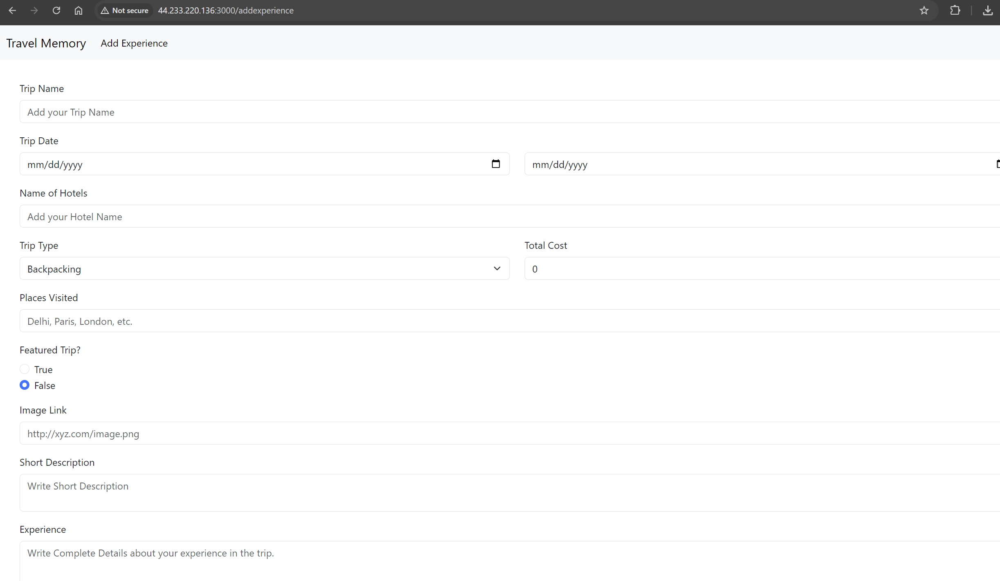 Not secure 44.233.220.136:3000/addexperience
Travel Memory Add Experience
Trip Name
Add your Trip Name
Trip Date
mm/dd/yyyy mm/dd/yyyy
Name of Hotels
Add your Hotel Name
Trip Type Total Cost
Backpacking 0
Places Visited
Delhi, Paris, London, etc.
Featured Trip?
True
False
Image Link
http://xyz.com/image.png
Short Description
Write Short Description
Experience
Write Complete Details about your experience in the trip.